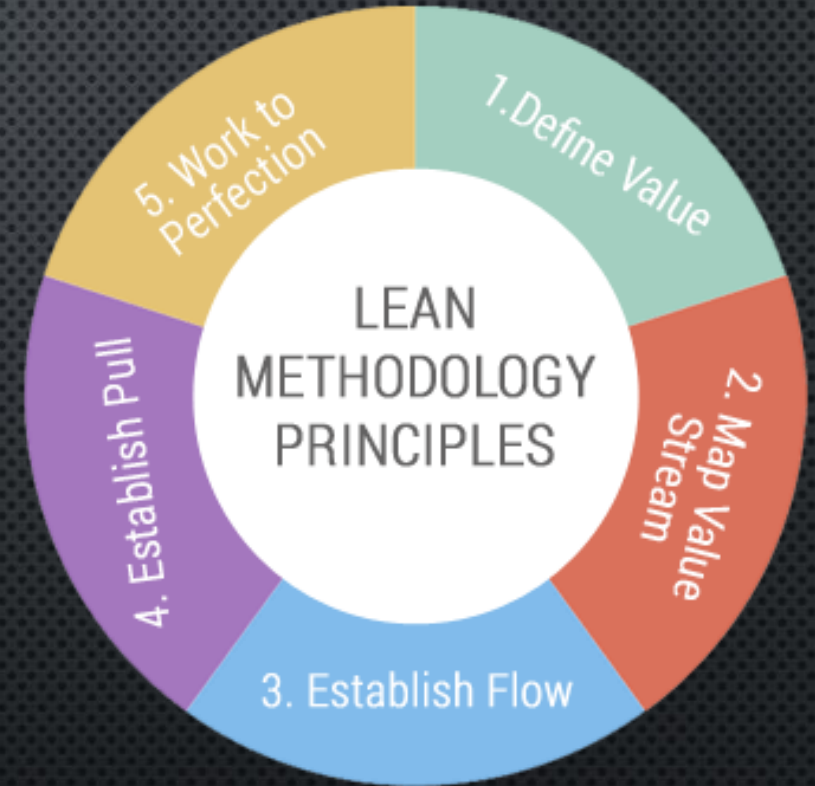 LEAN
METHODOLOGY
PRINCIPLES
1.Define Value
2. Map Value
Stream
3. Establish Flow
4. Establish Pull
5. Work to
Perfection